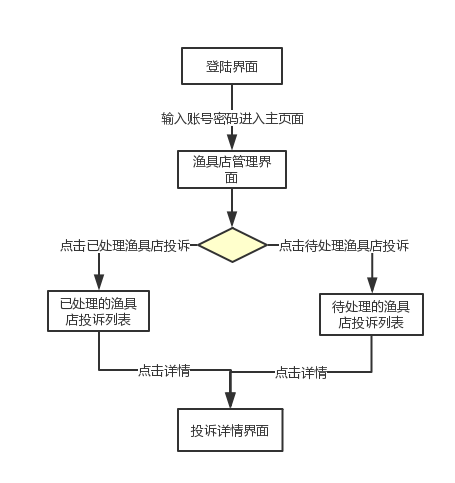 登陆界面
输入账号密码进入主页面
渔具店管理界
面
点击已处理渔具店投诉
点击待处理渔具店投诉
已处理的渔具
店投诉列表
待处理的渔具
店投诉列表
点击详情
点击详情
投诉详情界面